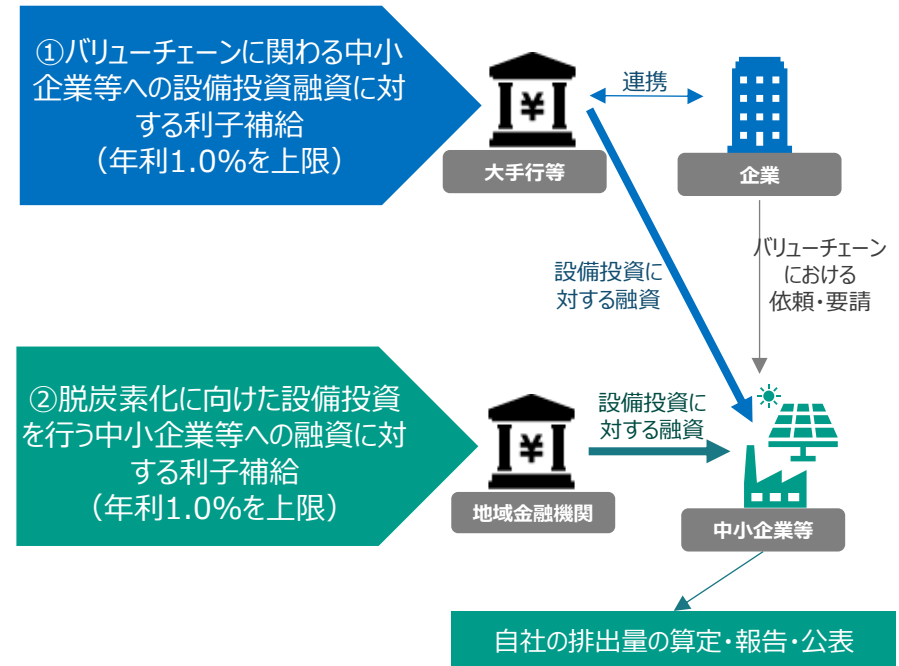 ①バリューチェーンに関わる中小
企業等への設備投資融資に対
する利子補給
（年利1.0%を上限）
¥
大手行等
連携
企業
設備投資に
対する融資
バリューチェーン
における
依頼・要請
②脱炭素化に向けた設備投資
を行う中小企業等への融資に対
する利子補給
（年利1.0%を上限）
¥
地域金融機関
設備投資に
対する融資
中小企業等
自社の排出量の算定・報告・公表